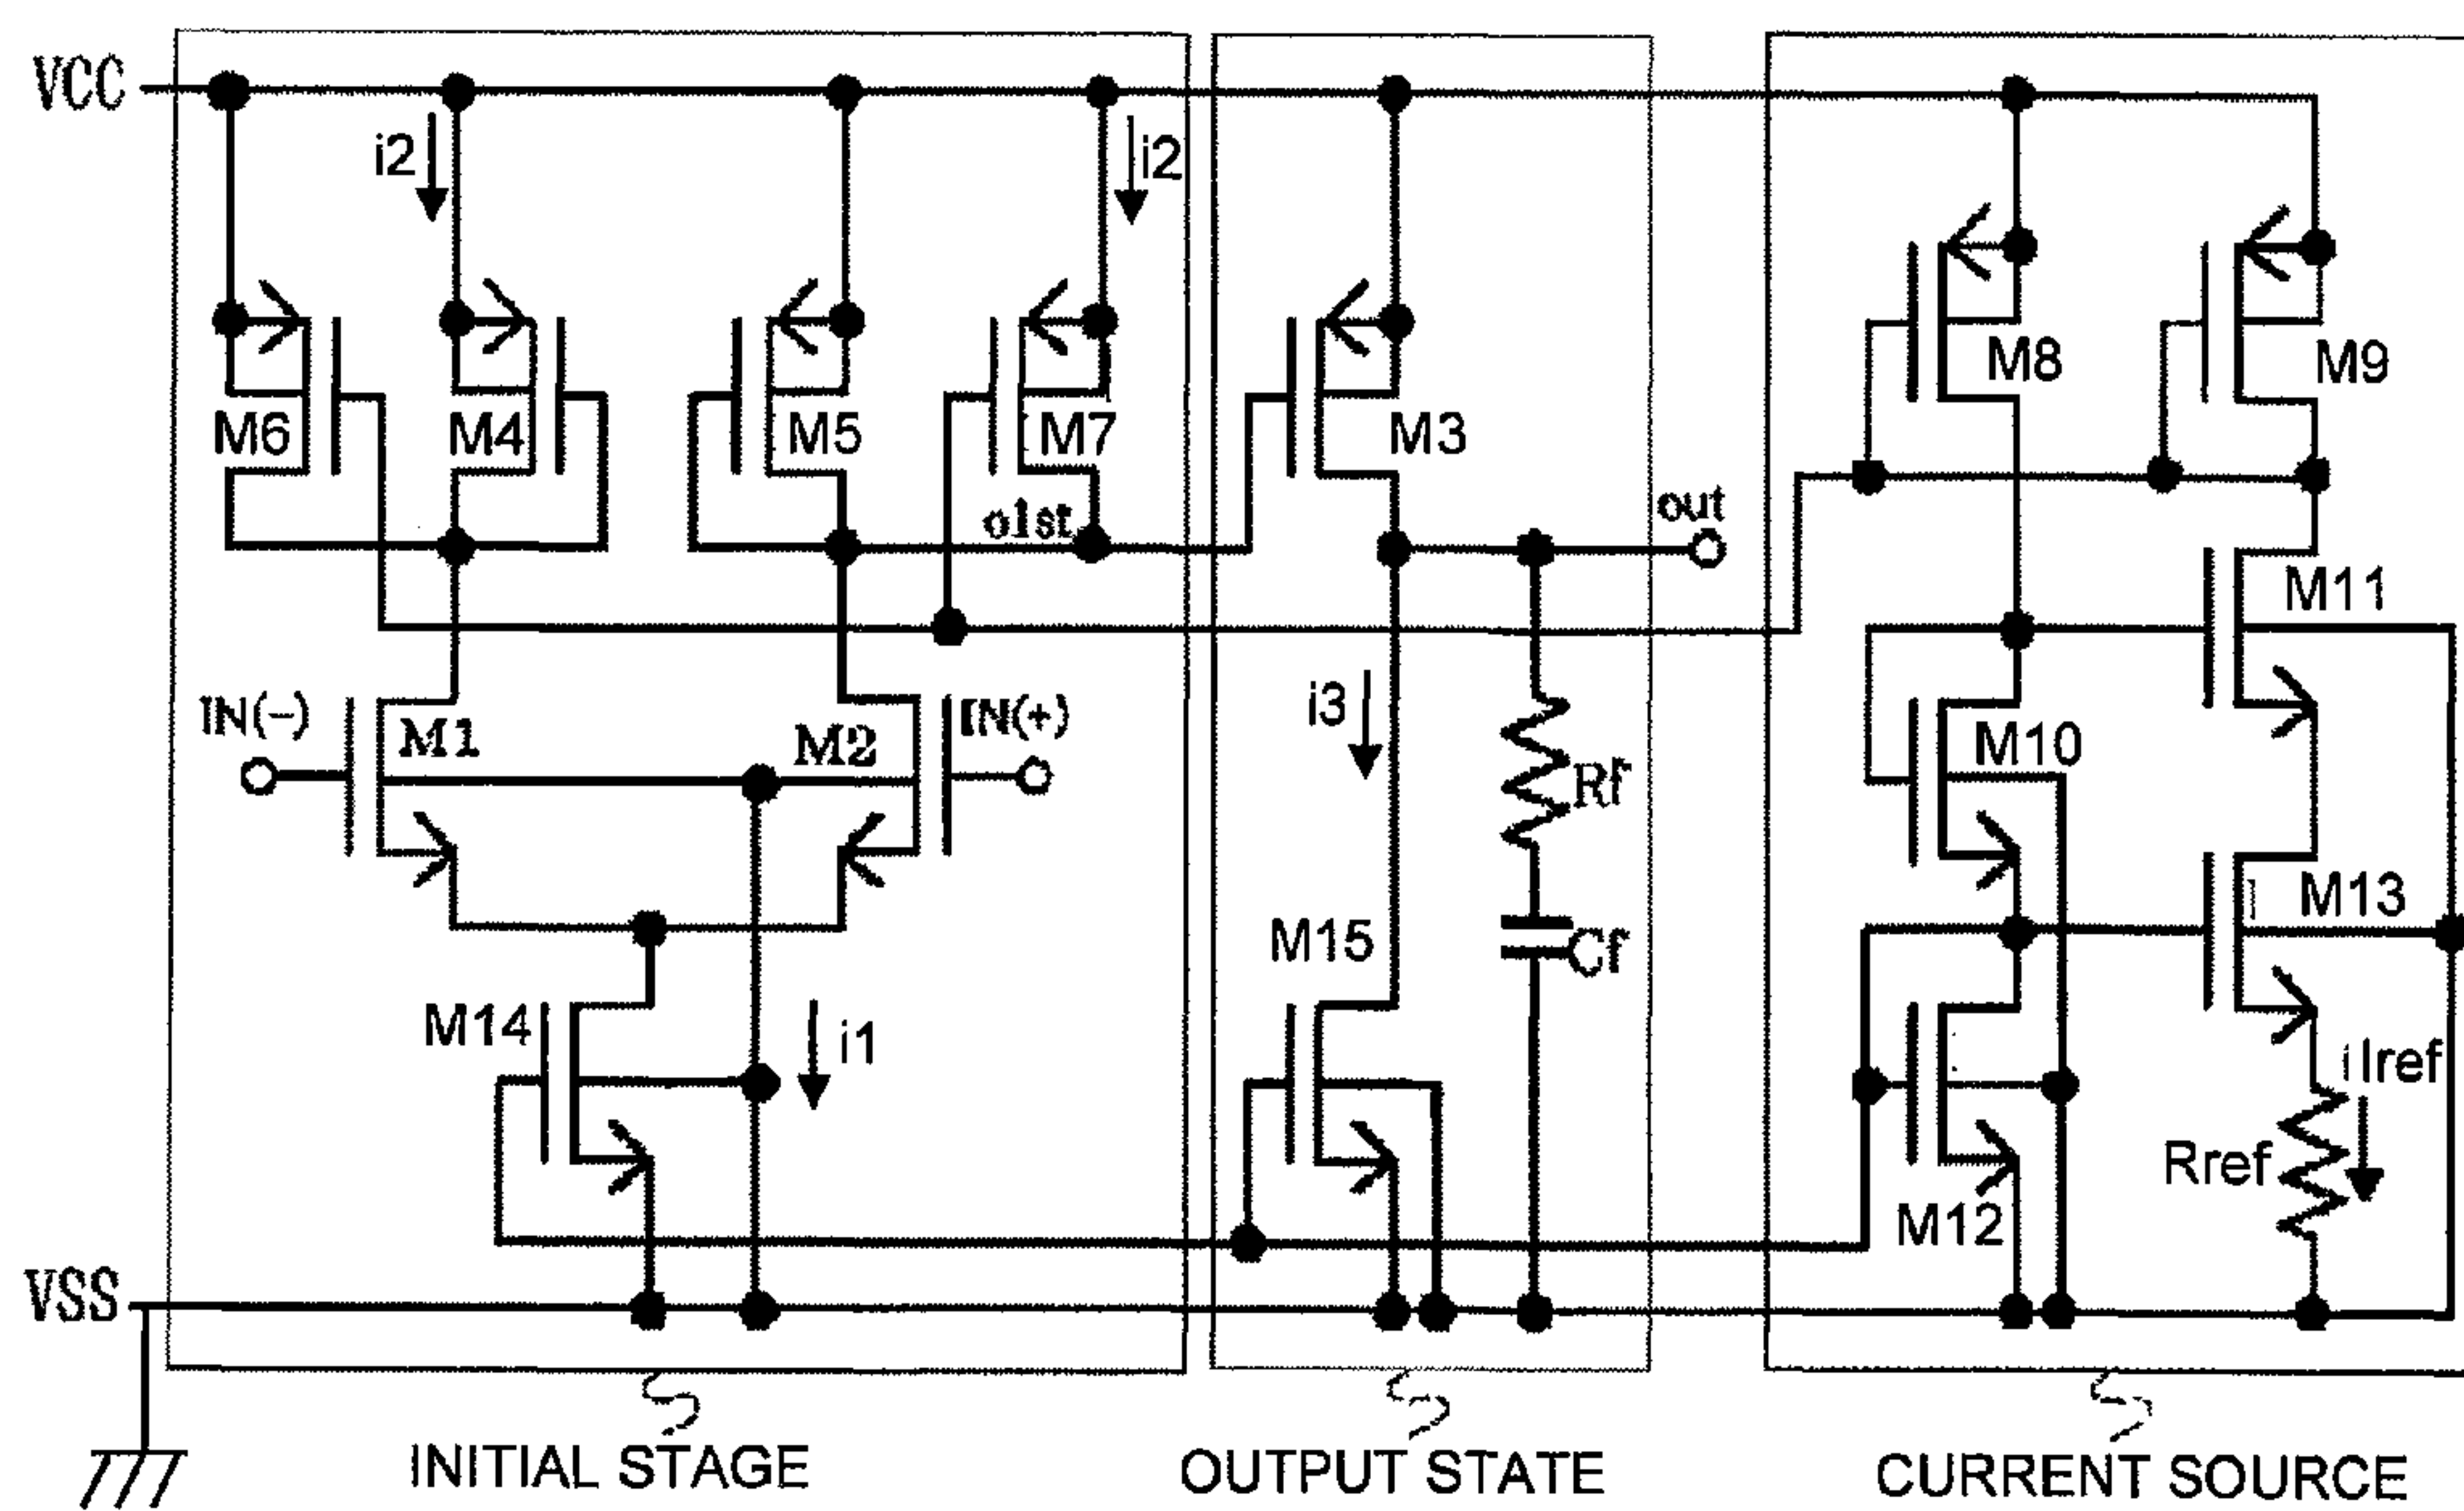 VCC
i2
i2
M6
M4
M5
M7
M3
M8
M9
o1st
out
M11
IN(-)
M1
M2
IN(+)
i3
M10
Rf
M13
M15
Cf
M14
i1
Iref
Rref
M12
VSS
INITIAL STAGE
OUTPUT STATE
CURRENT SOURCE